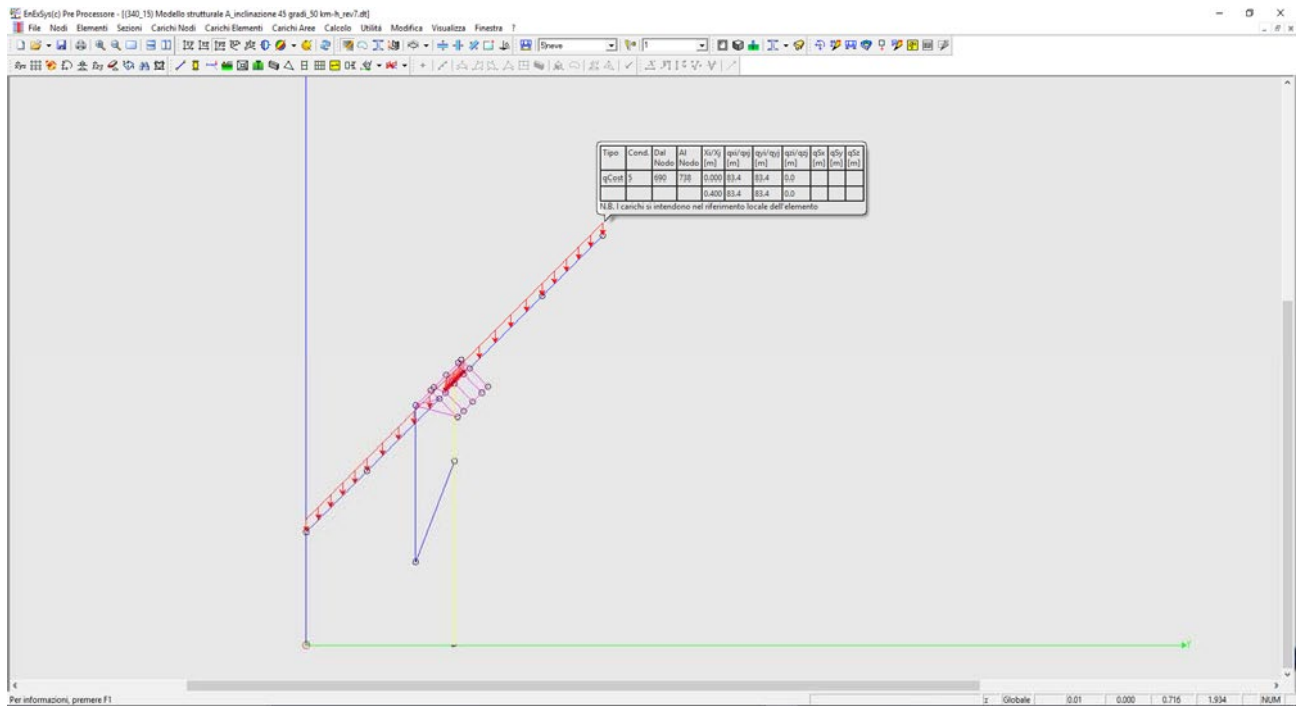 EnExSys(c) Pre Processore - [(340_15) Modello strutturale A_inclinazione 45 gradi_50 km-h_rev7.dt]
File Nodi Elementi Sezioni Carichi Nodi Carichi Elementi Carichi Aree Calcolo Utilità Modifica Visualizza Finestra ?
5)neve 1
Tipo Cond. Dal Nodo Al Nodo Xi/Xj [m] qxi/qxj [m] qyi/qyj [m] qzi/qzj [m] q5x [m] q5y [m] q5z [m]
qCost 5 690 738 0.000 83.4 83.4 0.0
0.400 83.4 83.4 0.0
N.B. I carichi si intendono nel riferimento locale dell'elemento
Y
Per informazioni, premere F1 z Globale 0.01 0.000 0.716 1.934 NUM